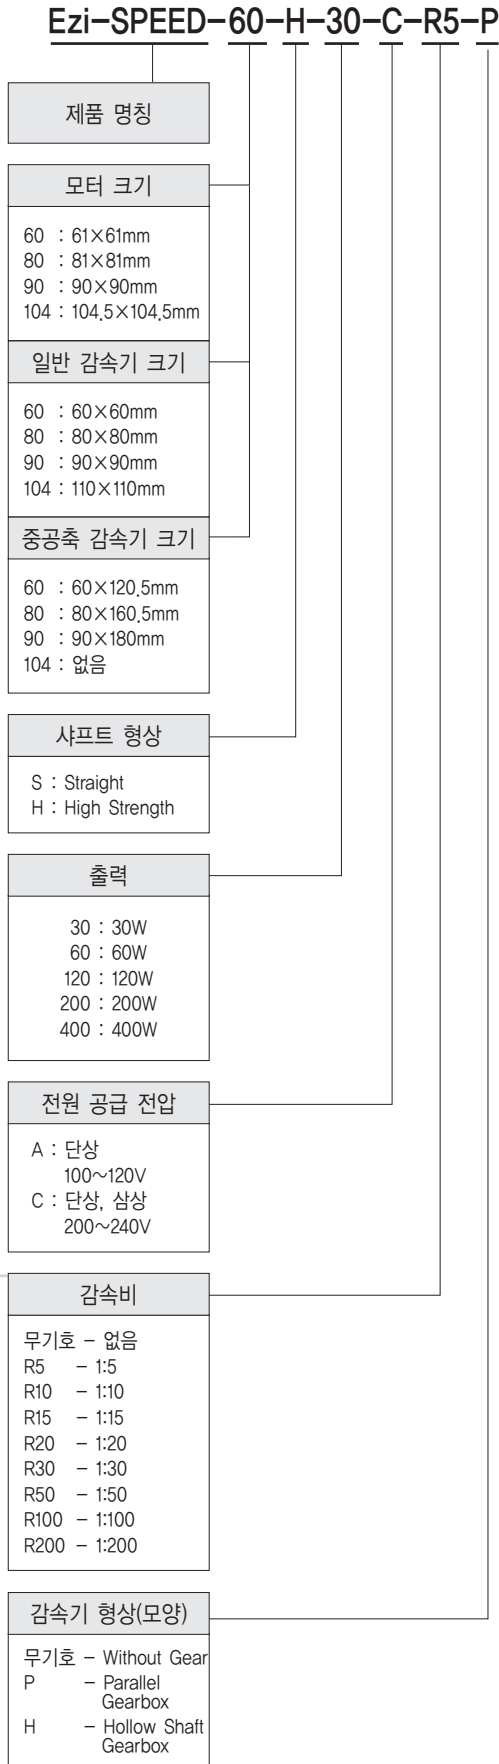 Ezi-SPEED-60-H-30-C-R5-P
제품 명칭
모터 크기
60 : 61×61mm
80 : 81×81mm
90 : 90×90mm
104 : 104.5×104.5mm
일반 감속기 크기
60 : 60×60mm
80 : 80×80mm
90 : 90×90mm
104 : 110×110mm
중공축 감속기 크기
60 : 60×120.5mm
80 : 80×160.5mm
90 : 90×180mm
104 : 없음
샤프트 형상
S : Straight
H : High Strength
출력
30 : 30W
60 : 60W
120 : 120W
200 : 200W
400 : 400W
전원 공급 전압
A : 단상
100~120V
C : 단상, 삼상
200~240V
감속비
무기호 - 없음
R5 - 1:5
R10 - 1:10
R15 - 1:15
R20 - 1:20
R30 - 1:30
R50 - 1:50
R100 - 1:100
R200 - 1:200
감속기 형상(모양)
무기호 - Without Gear
P - Parallel
Gearbox
H - Hollow Shaft
Gearbox